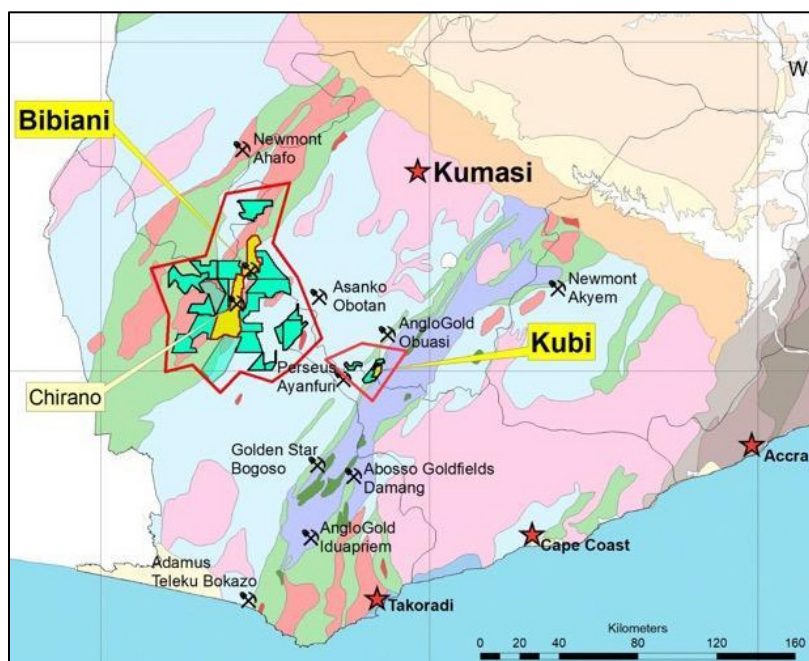 W
Bibiani
Newmont
Ahafo
Kumasi
Asanko
Obotan
Newmont
Akyem
AngloGold
Obuasi
Kubi
Perseus
Ayanfuri
Chirano
Accra
Golden Star
Bogoso
Abosso Goldfields
Damang
AngloGold
Iduapriem
Cape Coast
Adamus
Teleku Bokazo
Takoradi
Kilometers
0 20 40 80 120 160